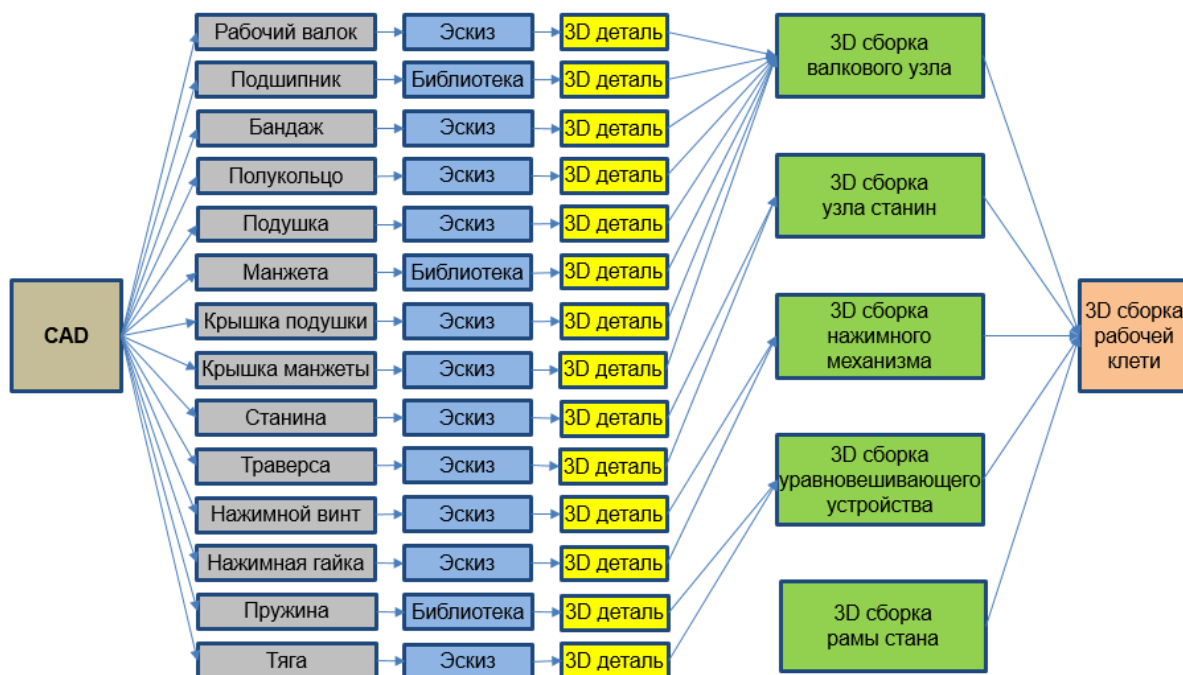 CAD
Рабочий валок
Эскиз
3D деталь
Подшипник
Библиотека
3D деталь
Бандаж
Эскиз
3D деталь
Полукольцо
Эскиз
3D деталь
Подушка
Эскиз
3D деталь
Манжета
Библиотека
3D деталь
Крышка подушки
Эскиз
3D деталь
Крышка манжеты
Эскиз
3D деталь
Станина
Эскиз
3D деталь
Траверса
Эскиз
3D деталь
Нажимной винт
Эскиз
3D деталь
Нажимная гайка
Эскиз
3D деталь
Пружина
Библиотека
3D деталь
Тяга
Эскиз
3D деталь
3D сборка
валкового узла
3D сборка
узла станин
3D сборка
нажимного
механизма
3D сборка
уравновешивающего
устройства
3D сборка
рамы стана
3D сборка
рабочей
клети